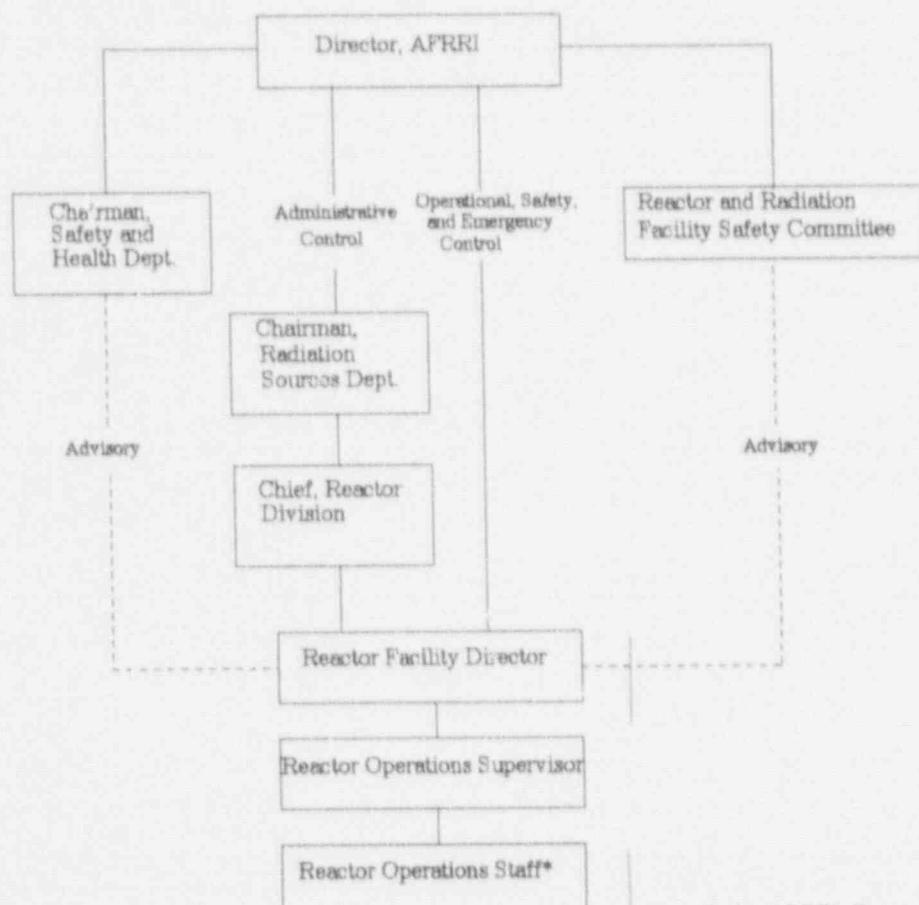 Director, AFRRI
Cha'rman,
Safety and
Health Dept.
Administrative
Control
Operational, Safety,
and Emergency
Control
Reactor and Radiation
Facility Safety Committee
Chairman,
Radiation
Sources Dept.
Advisory
Advisory
Chief, Reactor
Division
Reactor Facility Director
Reactor Operations Supervisor
Reactor Operations Staff*